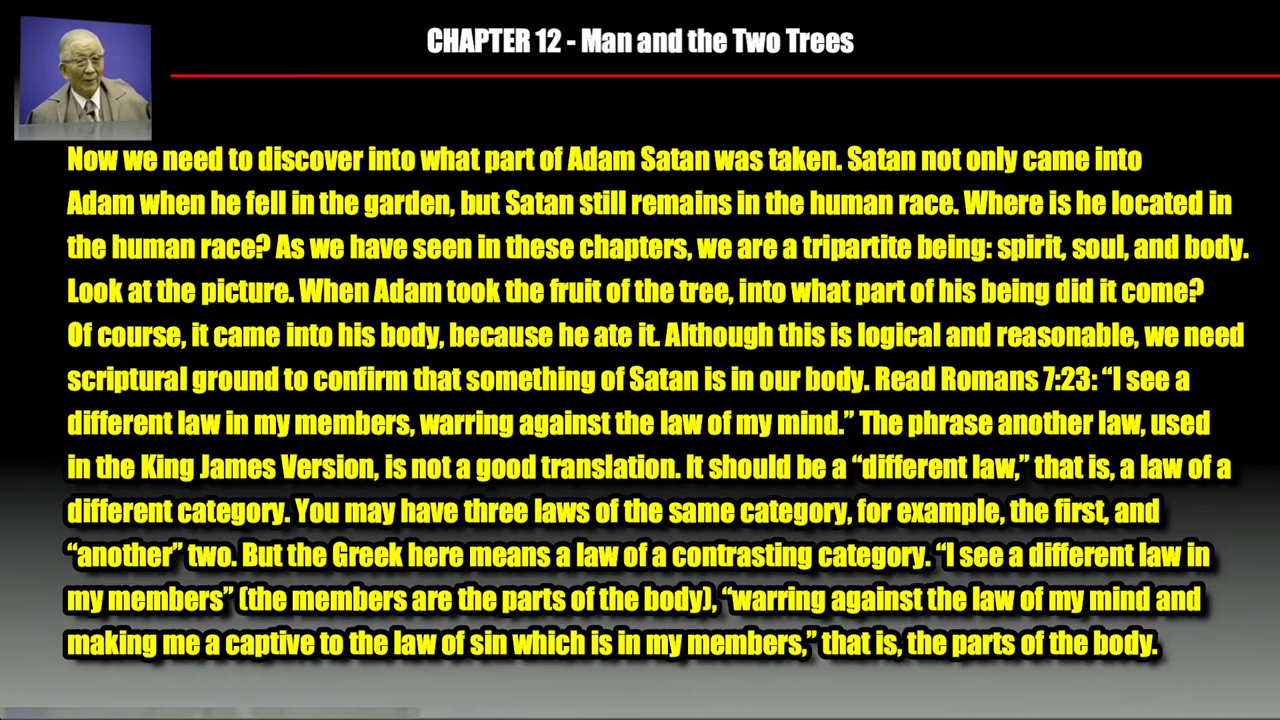 CHAPTER 12 - Man and the Two Trees
Now we need to discover into what part of Adam Satan was taken. Satan not only came into
Adam when he fell in the garden, but Satan still remains in the human race. Where is he located in
the human race? As we have seen in these chapters, we are a tripartite being: spirit, soul, and body.
Look at the picture. When Adam took the fruit of the tree, into what part of his being did it come?
Of course, it came into his body, because he ate it. Although this is logical and reasonable, we need
scriptural ground to confirm that something of Satan is in our body. Read Romans 7:23: “I see a
different law in my members, warring against the law of my mind.” The phrase another law, used
in the King James Version, is not a good translation. It should be a “different law,” that is, a law of a
different category. You may have three laws of the same category, for example, the first, and
“another” two. But the Greek here means a law of a contrasting category. “I see a different law in
my members” (the members are the parts of the body), “warring against the law of my mind and
making me a captive to the law of sin which is in my members,” that is, the parts of the body.